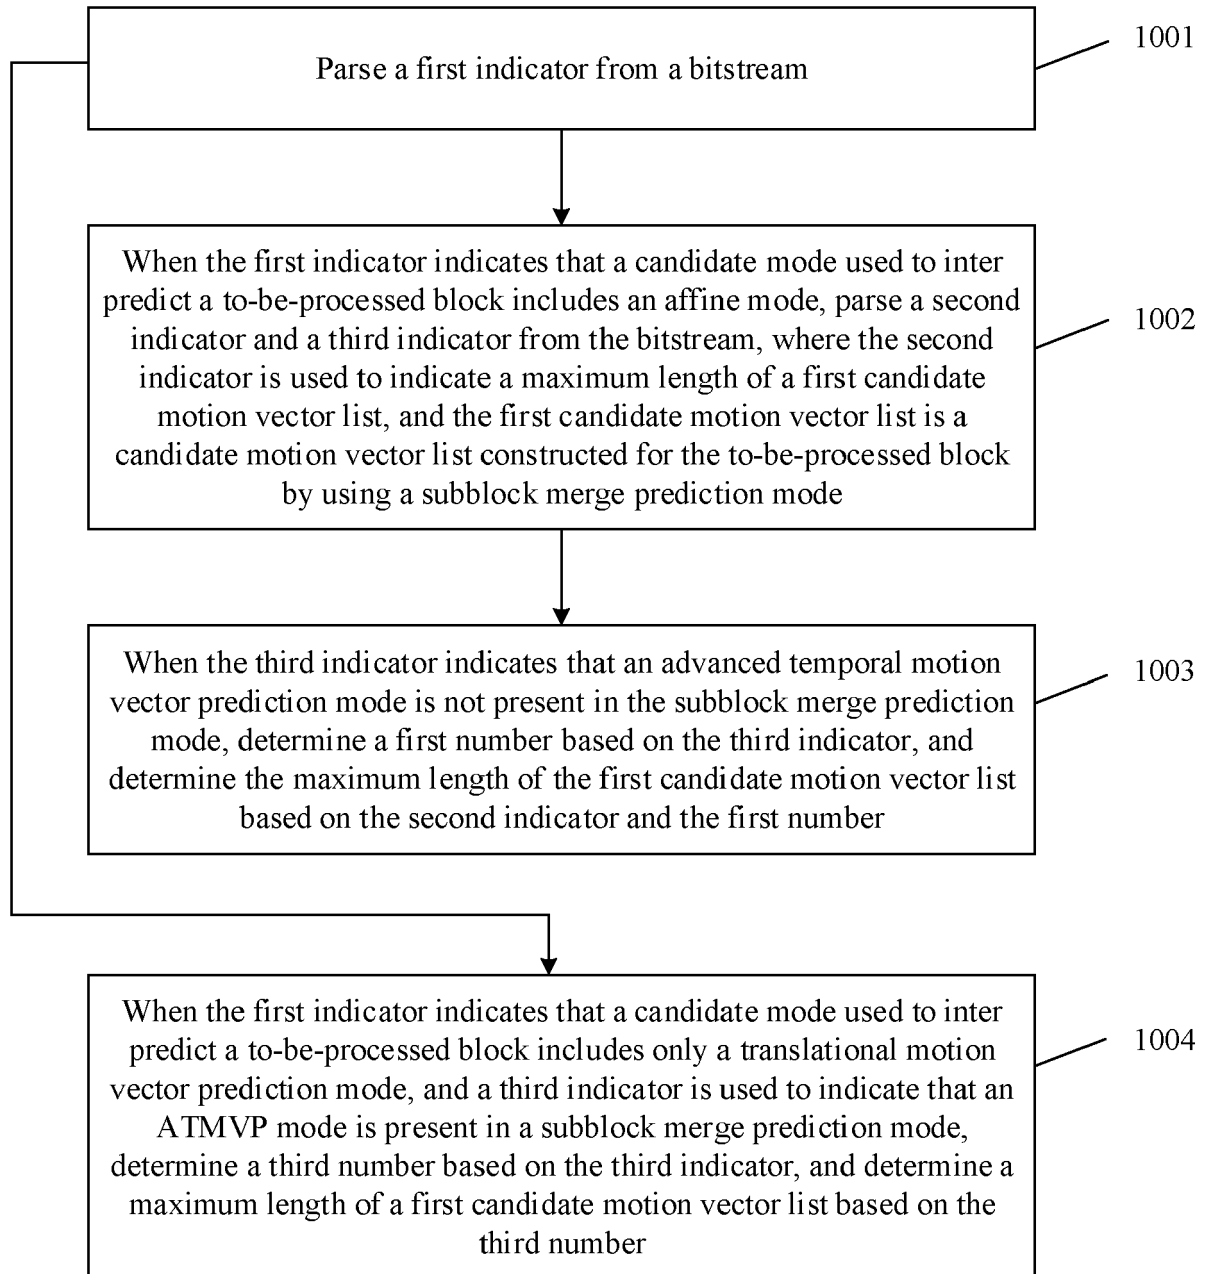 Parse a first indicator from a bitstream
1001
When the first indicator indicates that a candidate mode used to inter
predict a to-be-processed block includes an affine mode, parse a second
indicator and a third indicator from the bitstream, where the second
indicator is used to indicate a maximum length of a first candidate
motion vector list, and the first candidate motion vector list is a
candidate motion vector list constructed for the to-be-processed block
by using a subblock merge prediction mode
1002
When the third indicator indicates that an advanced temporal motion
vector prediction mode is not present in the subblock merge prediction
mode, determine a first number based on the third indicator, and
determine the maximum length of the first candidate motion vector list
based on the second indicator and the first number
1003
When the first indicator indicates that a candidate mode used to inter
predict a to-be-processed block includes only a translational motion
vector prediction mode, and a third indicator is used to indicate that an
ATMVP mode is present in a subblock merge prediction mode,
determine a third number based on the third indicator, and determine a
maximum length of a first candidate motion vector list based on the
third number
1004